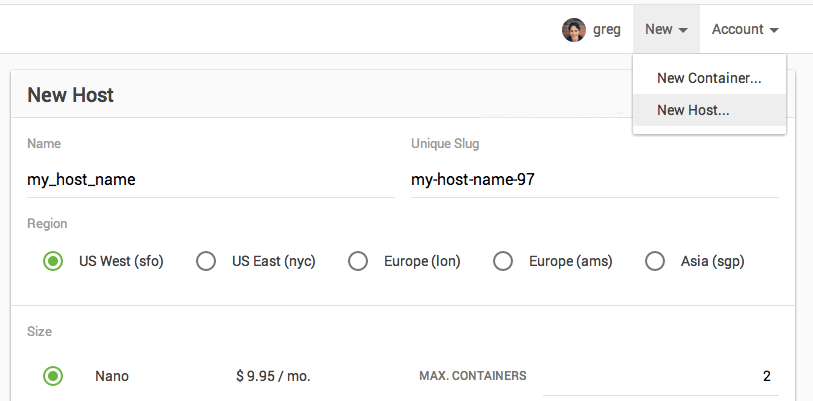 greg New Account
New Container...
New Host...
New Host
Name Unique Slug
my_host_name my-host-name-97
Region
US West (sfo) US East (nyc) Europe (lon) Europe (ams) Asia (sgp)
Size
Nano $ 9.95 / mo. MAX. CONTAINERS 2